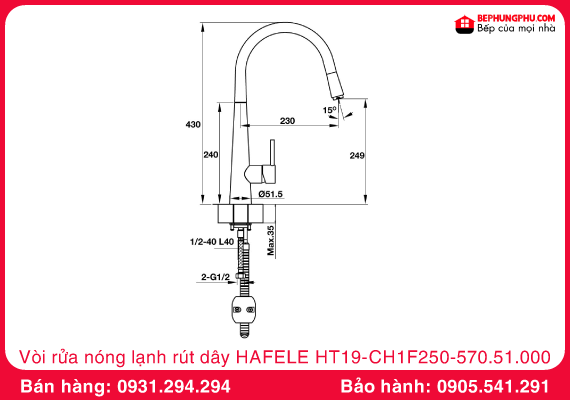 BEPHUNGPHU.COM
Bếp của mọi nhà
15°
230
430
240
249
Ø51.5
Max.35
1/2-40 L40
2-G1/2
Vòi rửa nóng lạnh rút dây HAFELE HT19-CH1F250-570.51.000
Bán hàng: 0931.294.294
Bảo hành: 0905.541.291